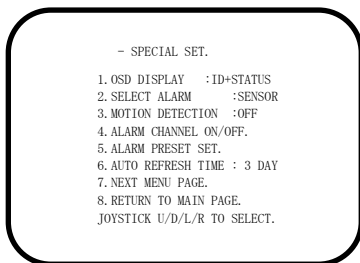 - SPECIAL SET.
1. OSD DISPLAY :ID+STATUS
2. SELECT ALARM :SENSOR
3. MOTION DETECTION :OFF
4. ALARM CHANNEL ON/OFF.
5. ALARM PRESET SET.
6. AUTO REFRESH TIME : 3 DAY
7. NEXT MENU PAGE.
8. RETURN TO MAIN PAGE.
JOYSTICK U/D/L/R TO SELECT.